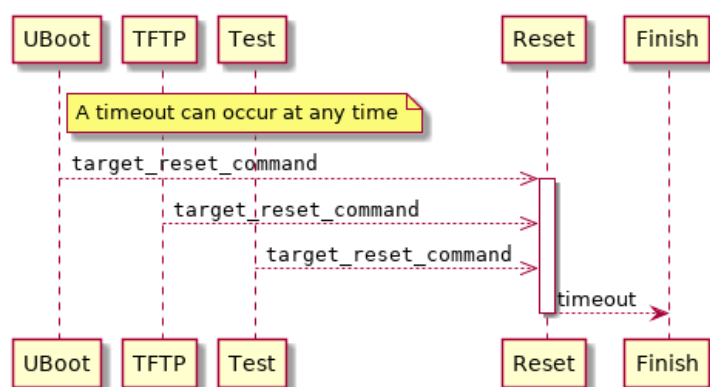 UBoot TFTP Test Reset Finish
A timeout can occur at any time
target_reset_command
target_reset_command
target_reset_command
timeout
UBoot TFTP Test Reset Finish